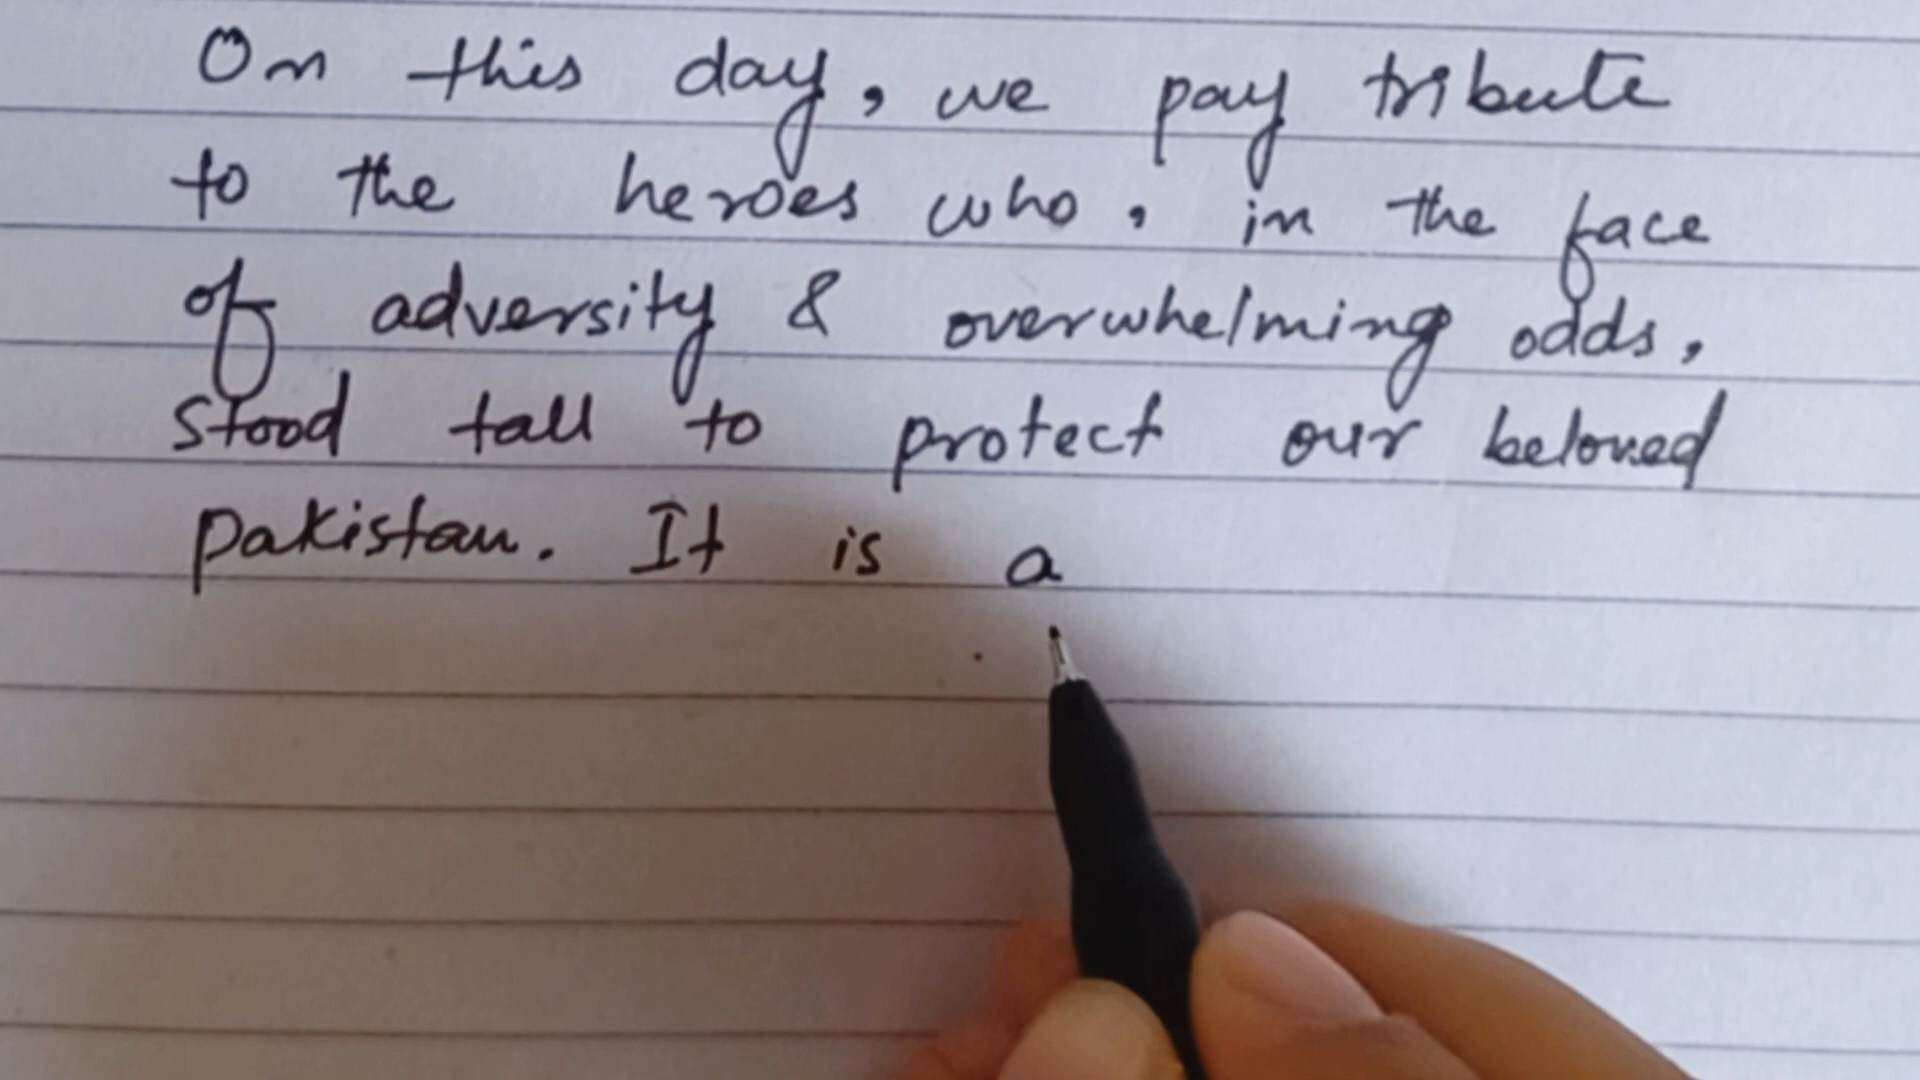 On this day, we pay tribute
to the heroes who, in the face
of adversity & overwhelming odds,
stood tall to protect our beloved
Pakistan. It is a